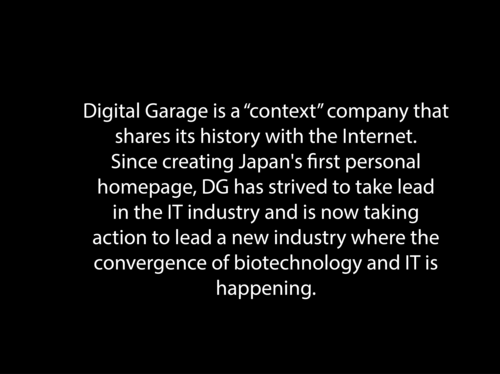 Digital Garage is a “context” company that
shares its history with the Internet.
Since creating Japan's first personal
homepage, DG has strived to take lead
in the IT industry and is now taking
action to lead a new industry where the
convergence of biotechnology and IT is
happening.